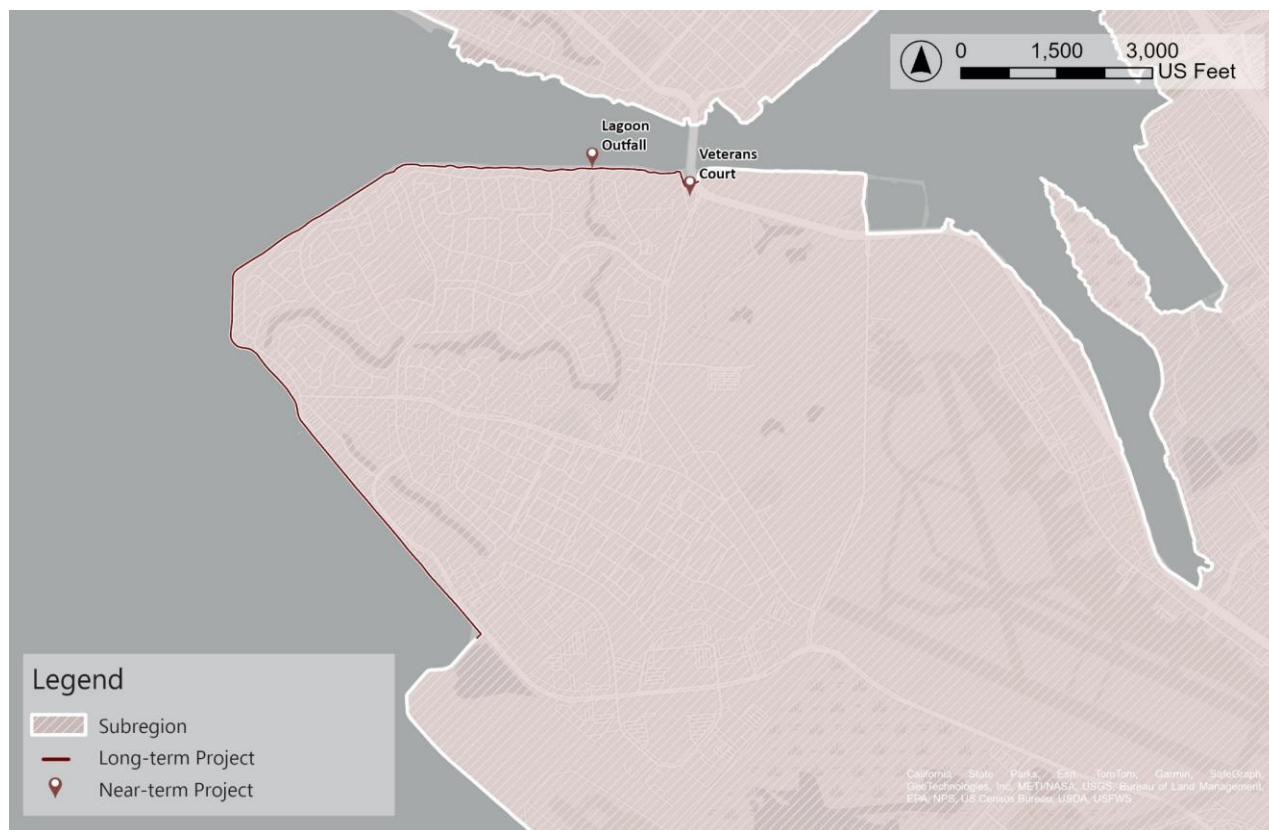 0 1,500 3,000
US Feet
Lagoon
Outfall
Veterans
Court
Legend
Subregion
Long-term Project
Near-term Project
California State Parks, Esri, TomTom, Garmin, SafeGraph,
GeoTechnologies, Inc, METI/NASA, USGS, Bureau of Land Management,
EPA, NPS, US Census Bureau, USDA, USFWS